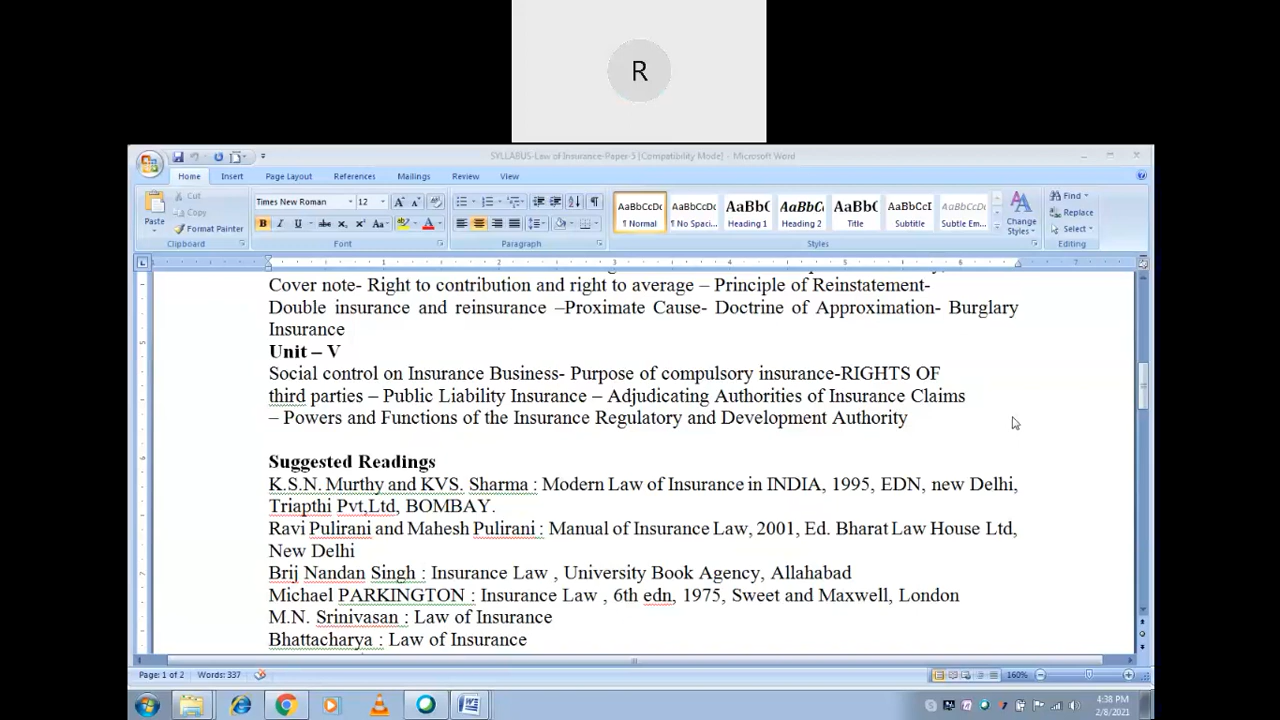 R
SYLLABUS-Law of Insurance-Paper-3 [Compatibility Mode] - Microsoft Word
Home Insert Page Layout References Mailings Review View
Paste
Cut
Copy
Format Painter
Times New Roman 12
AaBbCcDc AaBbCcDc AaBbC AaBbCc AaBbC AaBbCcI AaBbCcDc
¶ Normal ¶ No Spaci... Heading 1 Heading 2 Title Subtitle Subtle Em...
Change Styles
Find
Replace
Select
Clipboard Font Paragraph Styles Editing
Cover note- Right to contribution and right to average – Principle of Reinstatement-
Double insurance and reinsurance –Proximate Cause- Doctrine of Approximation- Burglary
Insurance
Unit – V
Social control on Insurance Business- Purpose of compulsory insurance-RIGHTS OF
third parties – Public Liability Insurance – Adjudicating Authorities of Insurance Claims
– Powers and Functions of the Insurance Regulatory and Development Authority
Suggested Readings
K.S.N. Murthy and KVS. Sharma : Modern Law of Insurance in INDIA, 1995, EDN, new Delhi,
Triapthi Pvt,Ltd, BOMBAY.
Ravi Pulirani and Mahesh Pulirani : Manual of Insurance Law, 2001, Ed. Bharat Law House Ltd,
New Delhi
Brij Nandan Singh : Insurance Law , University Book Agency, Allahabad
Michael PARKINGTON : Insurance Law , 6th edn, 1975, Sweet and Maxwell, London
M.N. Srinivasan : Law of Insurance
Bhattacharya : Law of Insurance
Page: 1 of 2 Words: 337 160%
4:38 PM
2/8/2021